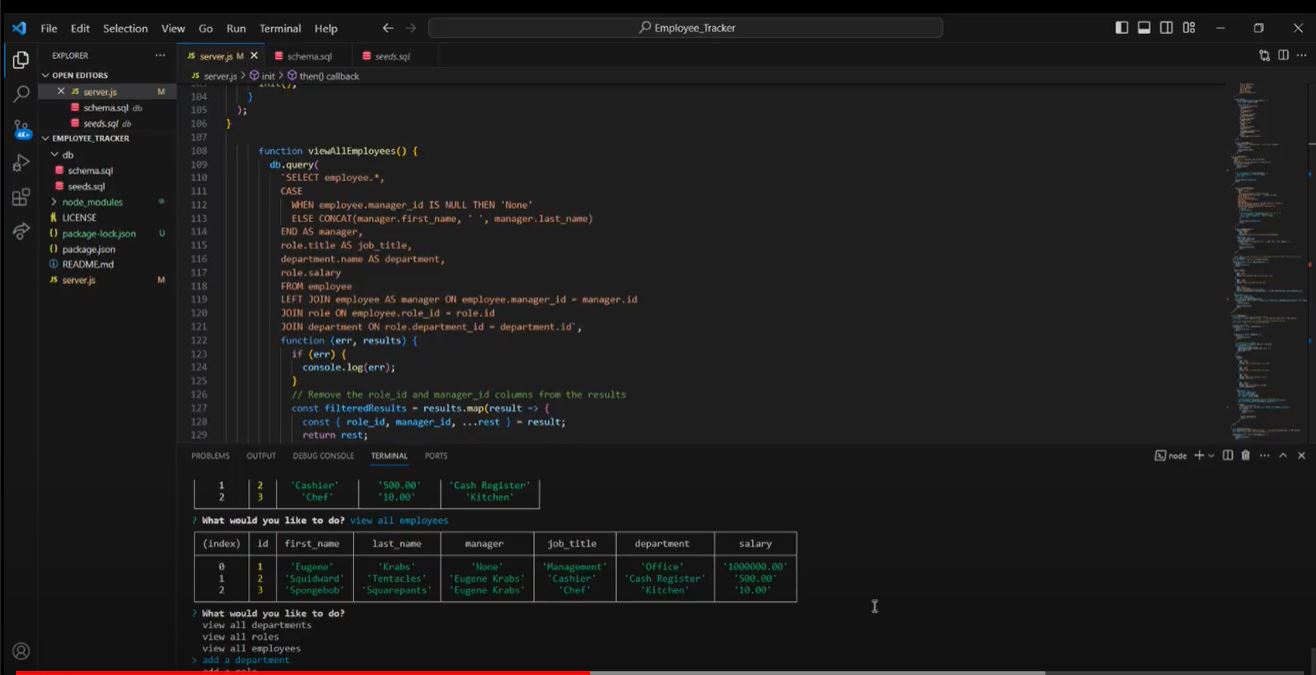 File Edit Selection View Go Run Terminal Help
Employee_Tracker
EXPLORER
OPEN EDITORS
server.js M
schema.sql db
seeds.sql db
EMPLOYEE_TRACKER
db
schema.sql
seeds.sql
node_modules
LICENSE
package-lock.json U
package.json
README.md
server.js M
4K+
server.js M schema.sql seeds.sql
server.js > init > then() callback
103 init();
104 }
105 );
106 }
107
108 function viewAllEmployees() {
109 db.query(
110 `SELECT employee.*,
111 CASE
112 WHEN employee.manager_id IS NULL THEN 'None'
113 ELSE CONCAT(manager.first_name, ' ', manager.last_name)
114 END AS manager,
115 role.title AS job_title,
116 department.name AS department,
117 role.salary
118 FROM employee
119 LEFT JOIN employee AS manager ON employee.manager_id = manager.id
120 JOIN role ON employee.role_id = role.id
121 JOIN department ON role.department_id = department.id`,
122 function (err, results) {
123 if (err) {
124 console.log(err);
125 }
126 // Remove the role_id and manager_id columns from the results
127 const filteredResults = results.map(result => {
128 const { role_id, manager_id, ...rest } = result;
129 return rest;
PROBLEMS OUTPUT DEBUG CONSOLE TERMINAL PORTS
node
1 2 'Cashier' '500.00' 'Cash Register'
2 3 'Chef' '10.00' 'Kitchen'
? What would you like to do? view all employees
(index) id first_name last_name manager job_title department salary
0 1 'Eugene' 'Krabs' 'None' 'Management' 'Office' '1000000.00'
1 2 'Squidward' 'Tentacles' 'Eugene Krabs' 'Cashier' 'Cash Register' '500.00'
2 3 'Spongebob' 'Squarepants' 'Eugene Krabs' 'Chef' 'Kitchen' '10.00'
? What would you like to do?
view all departments
view all roles
view all employees
> add a department
add a role